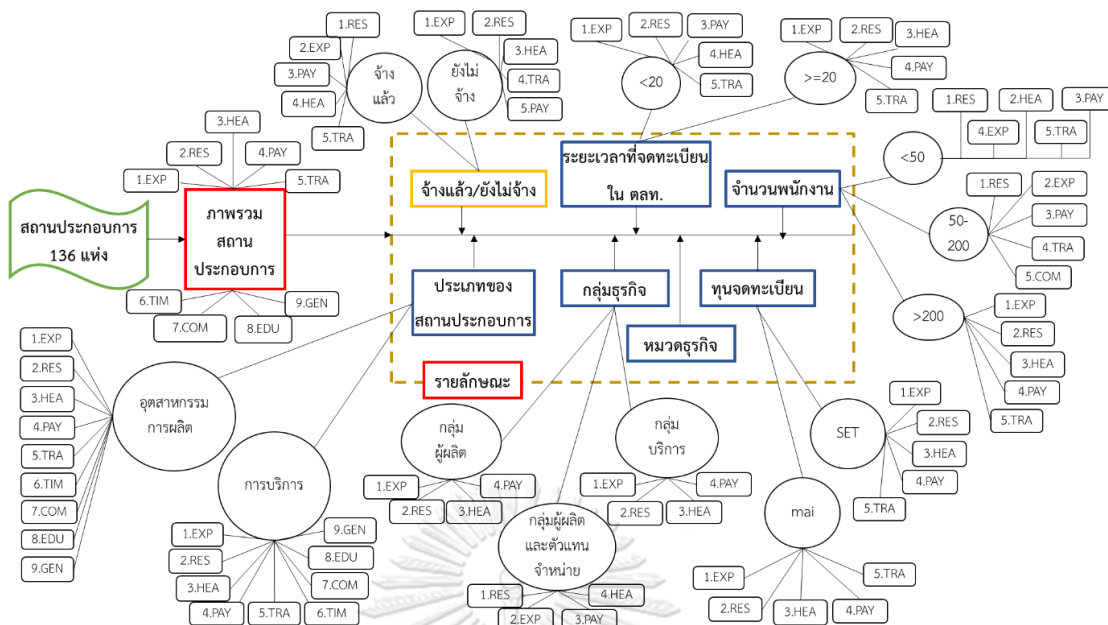 1.RES
2.EXP
3.PAY
4.HEA
5.TRA
จ้าง
แล้ว
1.EXP
2.RES
3.HEA
4.TRA
5.PAY
ยังไม่
จ้าง
1.EXP
2.RES
3.PAY
4.HEA
5.TRA
<20
1.EXP
2.RES
3.HEA
4.PAY
5.TRA
>=20
1.RES
2.HEA
3.PAY
4.EXP
5.TRA
<50
1.RES
2.EXP
3.PAY
4.TRA
5.COM
50-
200
1.EXP
2.RES
3.HEA
4.PAY
5.TRA
>200
3.HEA
2.RES
4.PAY
1.EXP
5.TRA
สถานประกอบการ
136 แห่ง
ภาพรวม
สถาน
ประกอบการ
6.TIM
7.COM
8.EDU
9.GEN
จ้างแล้ว/ยังไม่จ้าง
ระยะเวลาที่จดทะเบียน
ใน ตลท.
จำนวนพนักงาน
ประเภทของ
สถานประกอบการ
กลุ่มธุรกิจ
หมวดธุรกิจ
ทุนจดทะเบียน
รายลักษณะ
1.EXP
2.RES
3.HEA
4.PAY
5.TRA
6.TIM
7.COM
8.EDU
9.GEN
อุตสาหกรรม
การผลิต
การบริการ
1.EXP
2.RES
3.HEA
4.PAY
5.TRA
6.TIM
7.COM
8.EDU
9.GEN
กลุ่ม
ผู้ผลิต
1.EXP
2.RES
3.HEA
4.PAY
กลุ่มผู้ผลิต
และตัวแทน
จำหน่าย
1.RES
2.EXP
3.PAY
4.HEA
กลุ่ม
บริการ
1.EXP
2.RES
3.HEA
4.PAY
mai
1.EXP
2.RES
3.HEA
4.PAY
5.TRA
SET
1.EXP
2.RES
3.HEA
4.PAY
5.TRA